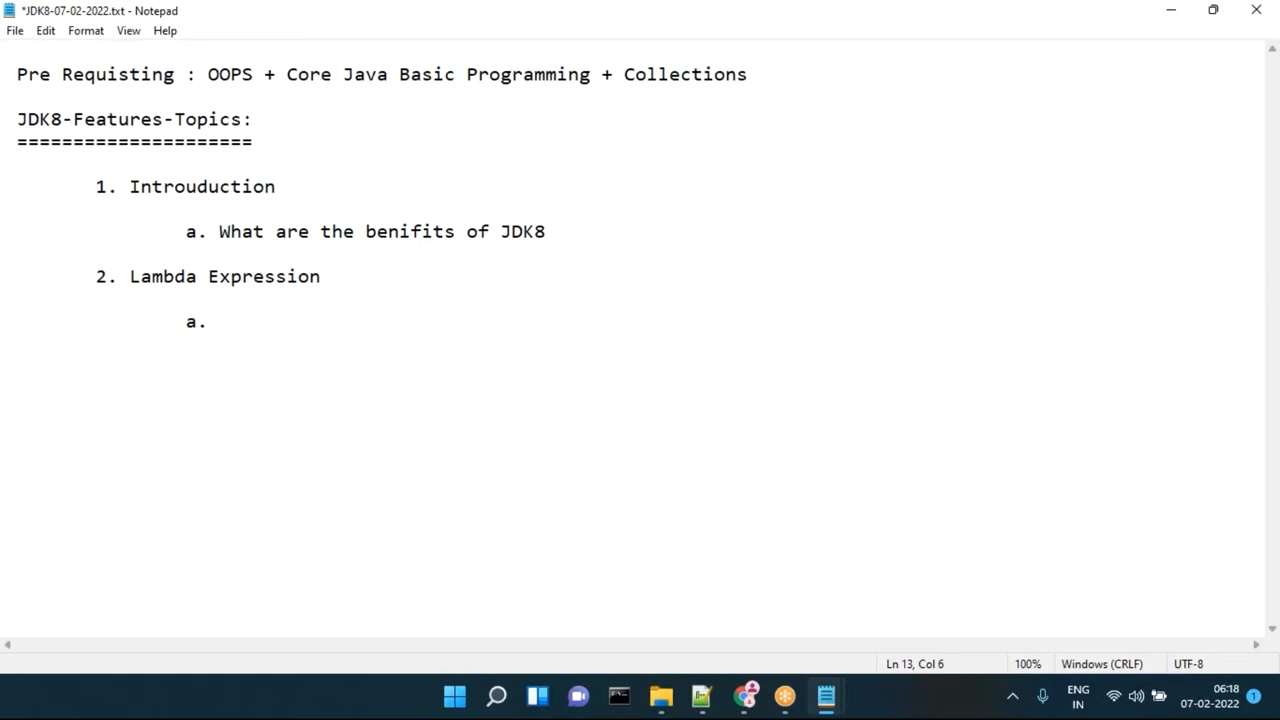 *JDK8-07-02-2022.txt - Notepad
File Edit Format View Help
Pre Requisting : OOPS + Core Java Basic Programming + Collections
JDK8-Features-Topics:
=====================
1. Introuduction
a. What are the benifits of JDK8
2. Lambda Expression
a.
Ln 13, Col 6 100% Windows (CRLF) UTF-8
ENG 06:18
IN 07-02-2022 1